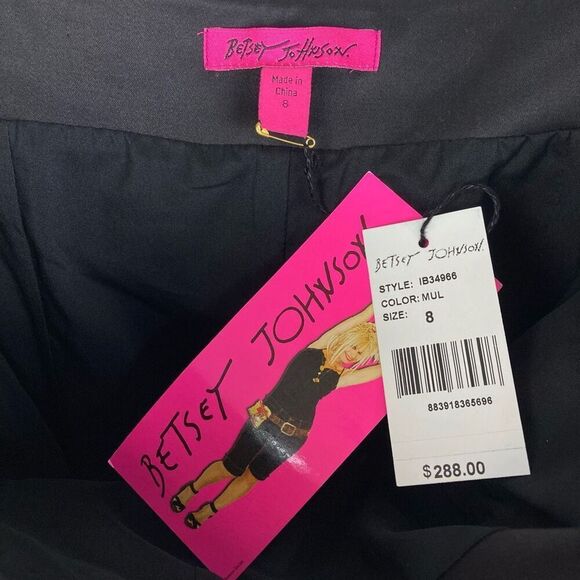 BETSEY JOHNSON.
Made in
China
8
BETSEY JOHNSON
BETSEY JOHNSON.
STYLE: IB34966
COLOR: MUL
SIZE: 8
883918365696
$288.00